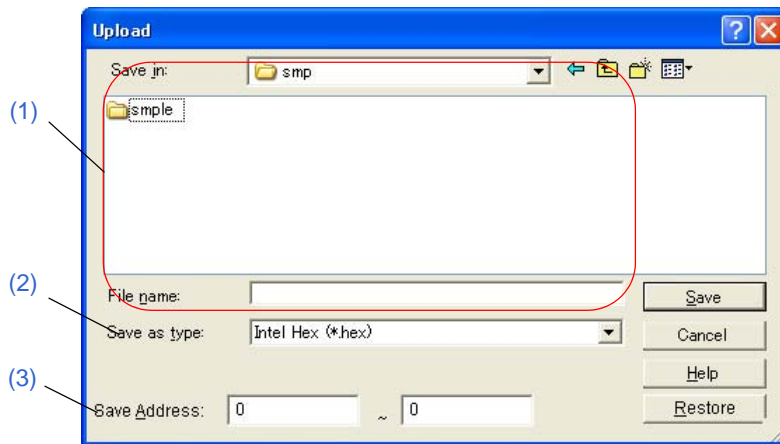 Upload
Save in: smp
(1)
smple
(2)
File name:
Save
Save as type: Intel Hex (*.hex)
Cancel
Help
(3)
Save Address: 0 ~ 0
Restore